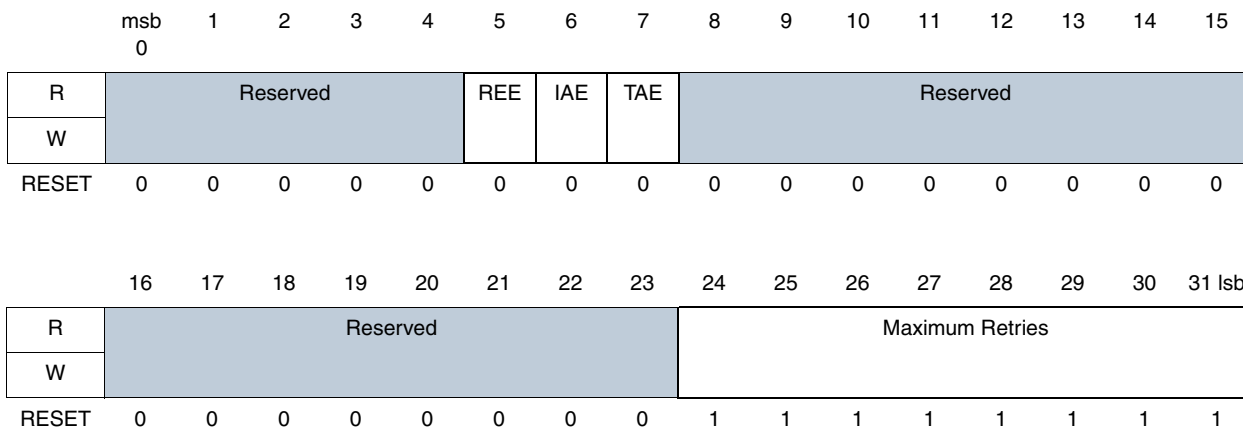 msb 1 2 3 4 5 6 7 8 9 10 11 12 13 14 15
0
R Reserved REE IAE TAE Reserved
W
RESET 0 0 0 0 0 0 0 0 0 0 0 0 0 0 0 0
16 17 18 19 20 21 22 23 24 25 26 27 28 29 30 31 lsb
R Reserved Maximum Retries
W
RESET 0 0 0 0 0 0 0 0 1 1 1 1 1 1 1 1